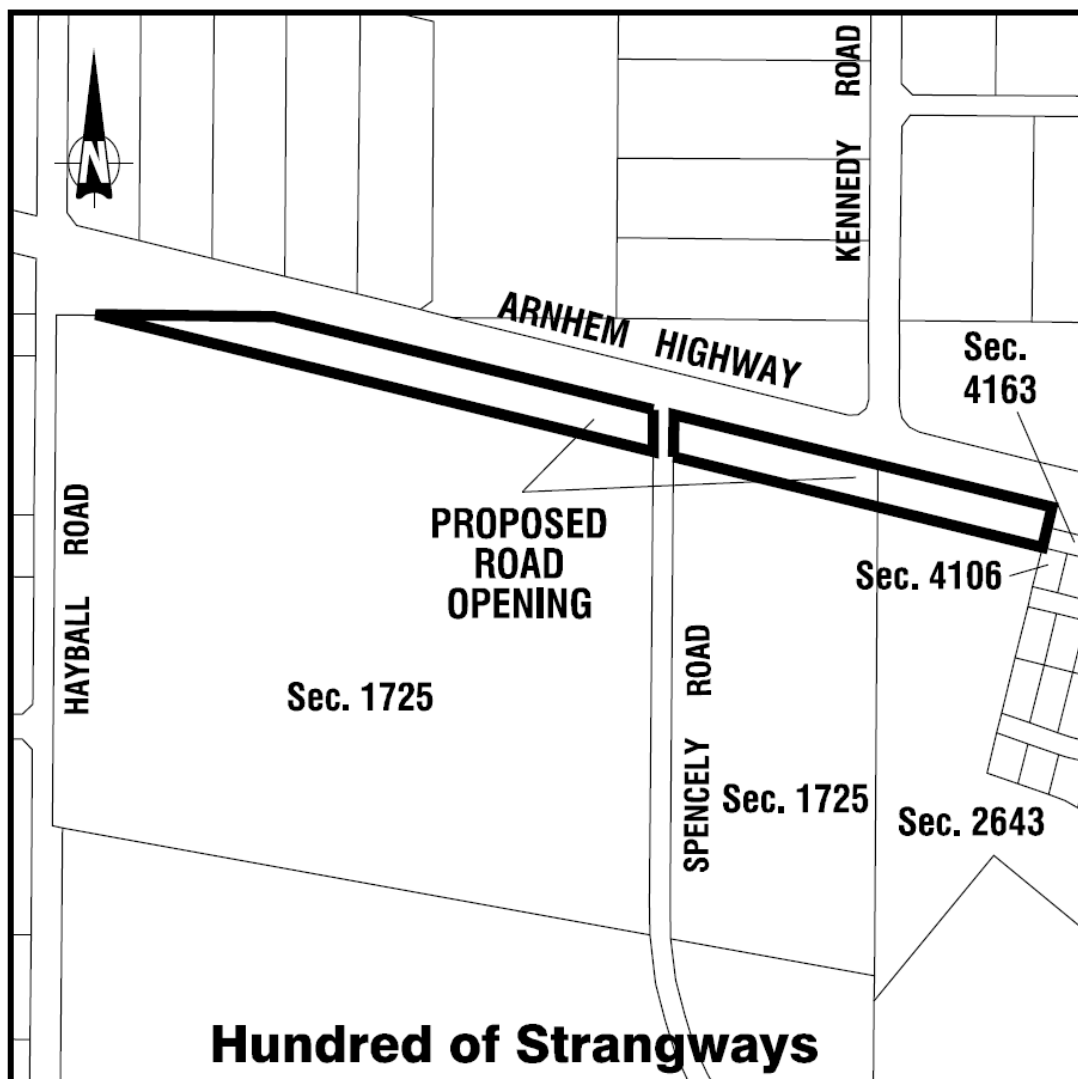 N
KENNEDY ROAD
ARNHEM HIGHWAY
Sec.
4163
HAYBALL ROAD
PROPOSED
ROAD
OPENING
Sec. 4106
Sec. 1725
SPENCELY ROAD
Sec. 1725
Sec. 2643
Hundred of Strangways